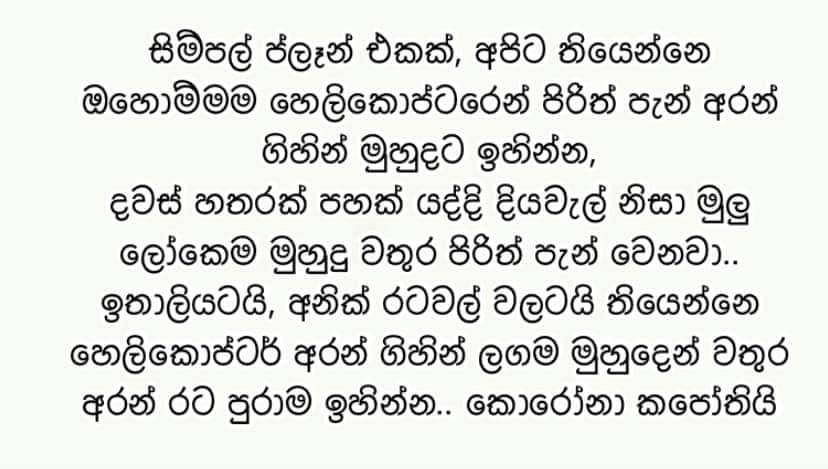 සිම්පල් ප්ලෑන් එකක්, අපිට තියෙන්නෙ
ඔහොම්මම හෙලිකොප්ටරෙන් පිරිත් පැන් අරන්
ගිහින් මුහුදට ඉහින්න,
දවස් හතරක් පහක් යද්දි දියවැල් නිසා මුලු
ලෝකෙම මුහුදු වතුර පිරිත් පැන් වෙනවා..
ඉතාලියටයි, අනික් රටවල් වලටයි තියෙන්නෙ
හෙලිකොප්ටර් අරන් ගිහින් ලගම මුහුදෙන් වතුර
අරන් රට පුරාම ඉහින්න.. කොරෝනා කපෝතියි